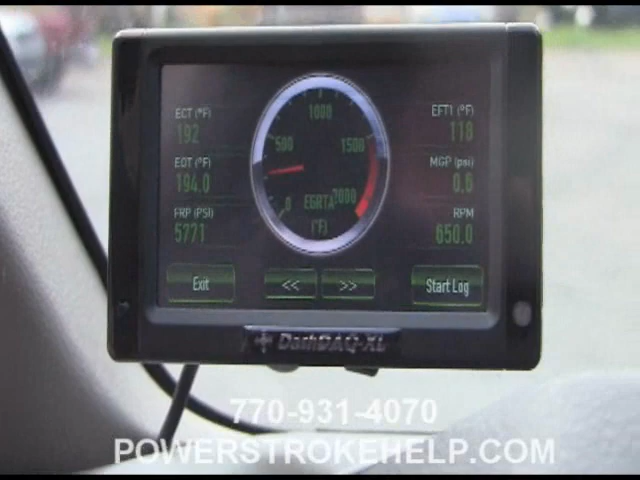 ECT (°F)
192
EOT (°F)
194.0
FRP (PSI)
5771
0
500
1000
1500
2000
EGRTA
(°F)
EFT1 (°F)
118
MGP (psi)
0.6
RPM
650.0
Exit
<<
>>
Start Log
DashDAQ-XL
770-931-4070
POWERSTROKEHELP.COM